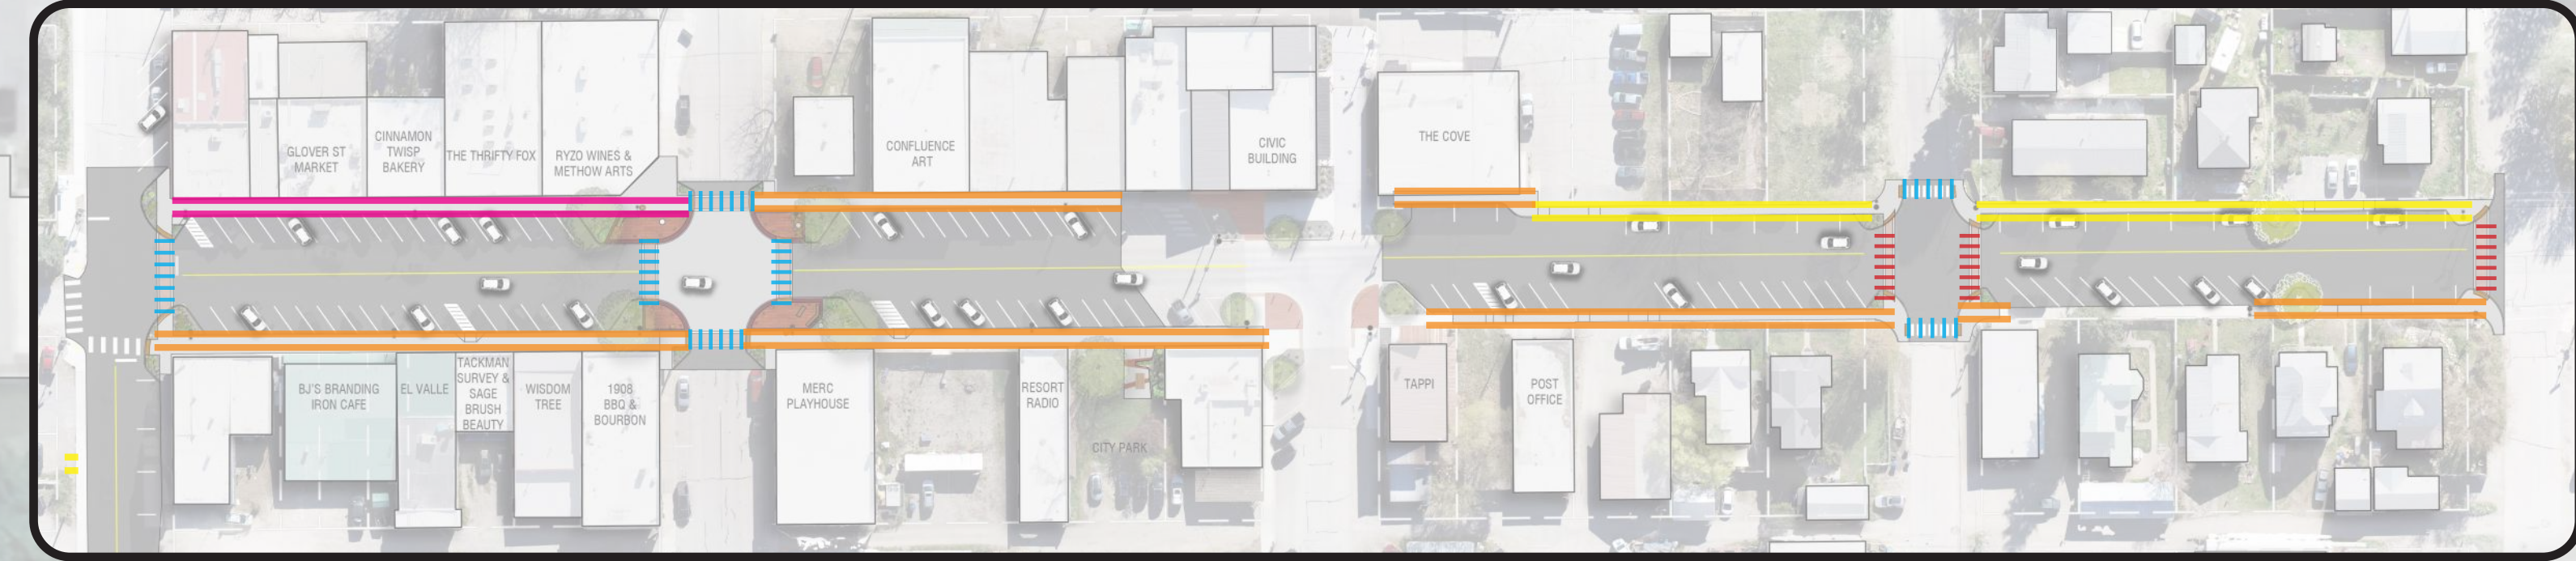 GLOVER ST
MARKET
CINNAMON
TWISP
BAKERY
THE THRIFTY FOX
RYZO WINES &
METHOW ARTS
CONFLUENCE
ART
CIVIC
BUILDING
THE COVE
BJ'S BRANDING
IRON CAFE
EL VALLE
TACKMAN
SURVEY &
SAGE
BRUSH
BEAUTY
WISDOM
TREE
1908
BBQ &
BOURBON
MERC
PLAYHOUSE
RESORT
RADIO
CITY PARK
TAPPI
POST
OFFICE